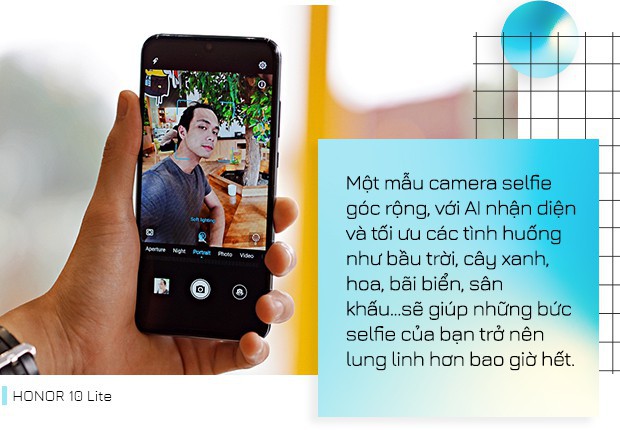 Soft lighting
Aperture Night Portrait Photo Video
Một mẫu camera selfie
góc rộng, với AI nhận diện
và tối ưu các tình huống
như bầu trời, cây xanh,
hoa, bãi biển, sân
khấu...sẽ giúp những bức
selfie của bạn trở nên
lung linh hơn bao giờ hết.
HONOR 10 Lite